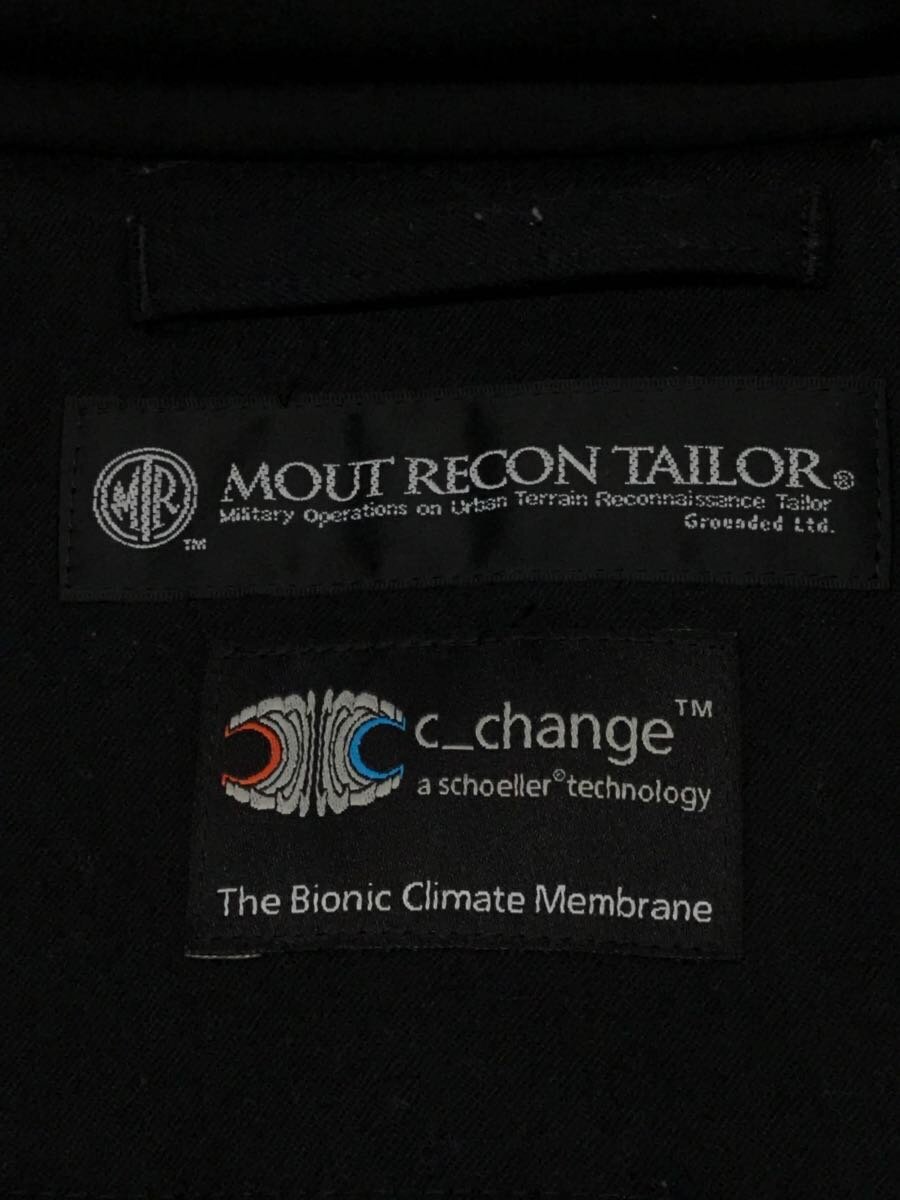 MR
TM
MOUT RECON TAILOR®
Military Operations on Urban Terrain Reconnaissance Tailor
Grounded Ltd.
c_change™
a schoeller® technology
The Bionic Climate Membrane